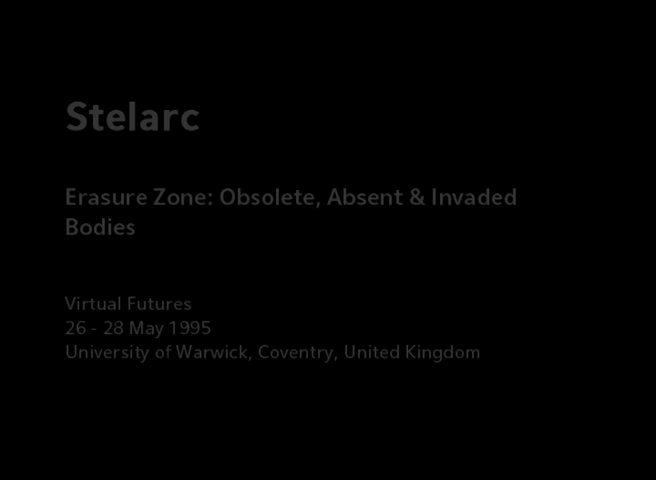 Stelarc
Erasure Zone: Obsolete, Absent & Invaded
Bodies
Virtual Futures
26 - 28 May 1995
University of Warwick, Coventry, United Kingdom